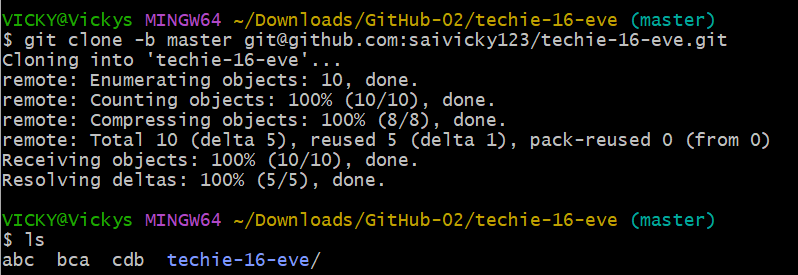 VICKY@Vickys MINGW64 ~/Downloads/GitHub-02/techie-16-eve (master)
$ git clone -b master git@github.com:saivicky123/techie-16-eve.git
Cloning into 'techie-16-eve'...
remote: Enumerating objects: 10, done.
remote: Counting objects: 100% (10/10), done.
remote: Compressing objects: 100% (8/8), done.
remote: Total 10 (delta 5), reused 5 (delta 1), pack-reused 0 (from 0)
Receiving objects: 100% (10/10), done.
Resolving deltas: 100% (5/5), done.
VICKY@Vickys MINGW64 ~/Downloads/GitHub-02/techie-16-eve (master)
$ ls
abc  bca  cdb  techie-16-eve/